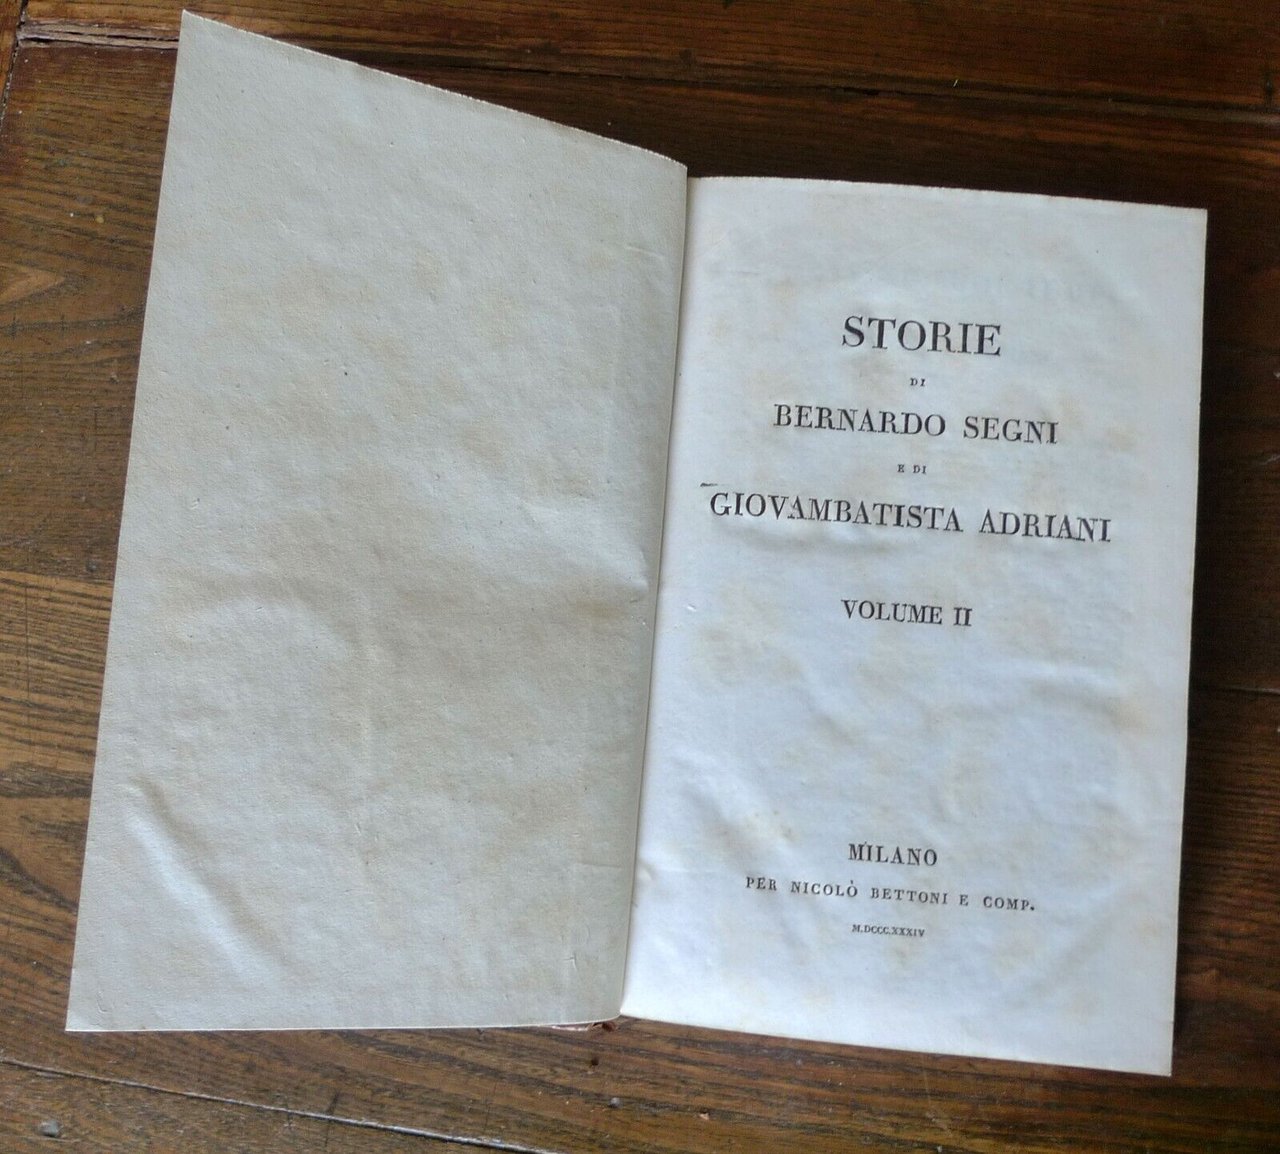 STORIE
DI
BERNARDO SEGNI
E DI
GIOVAMBATISTA ADRIANI
VOLUME II
MILANO
PER NICOLÒ BETTONI E COMP.
M.DCCC.XXXIV